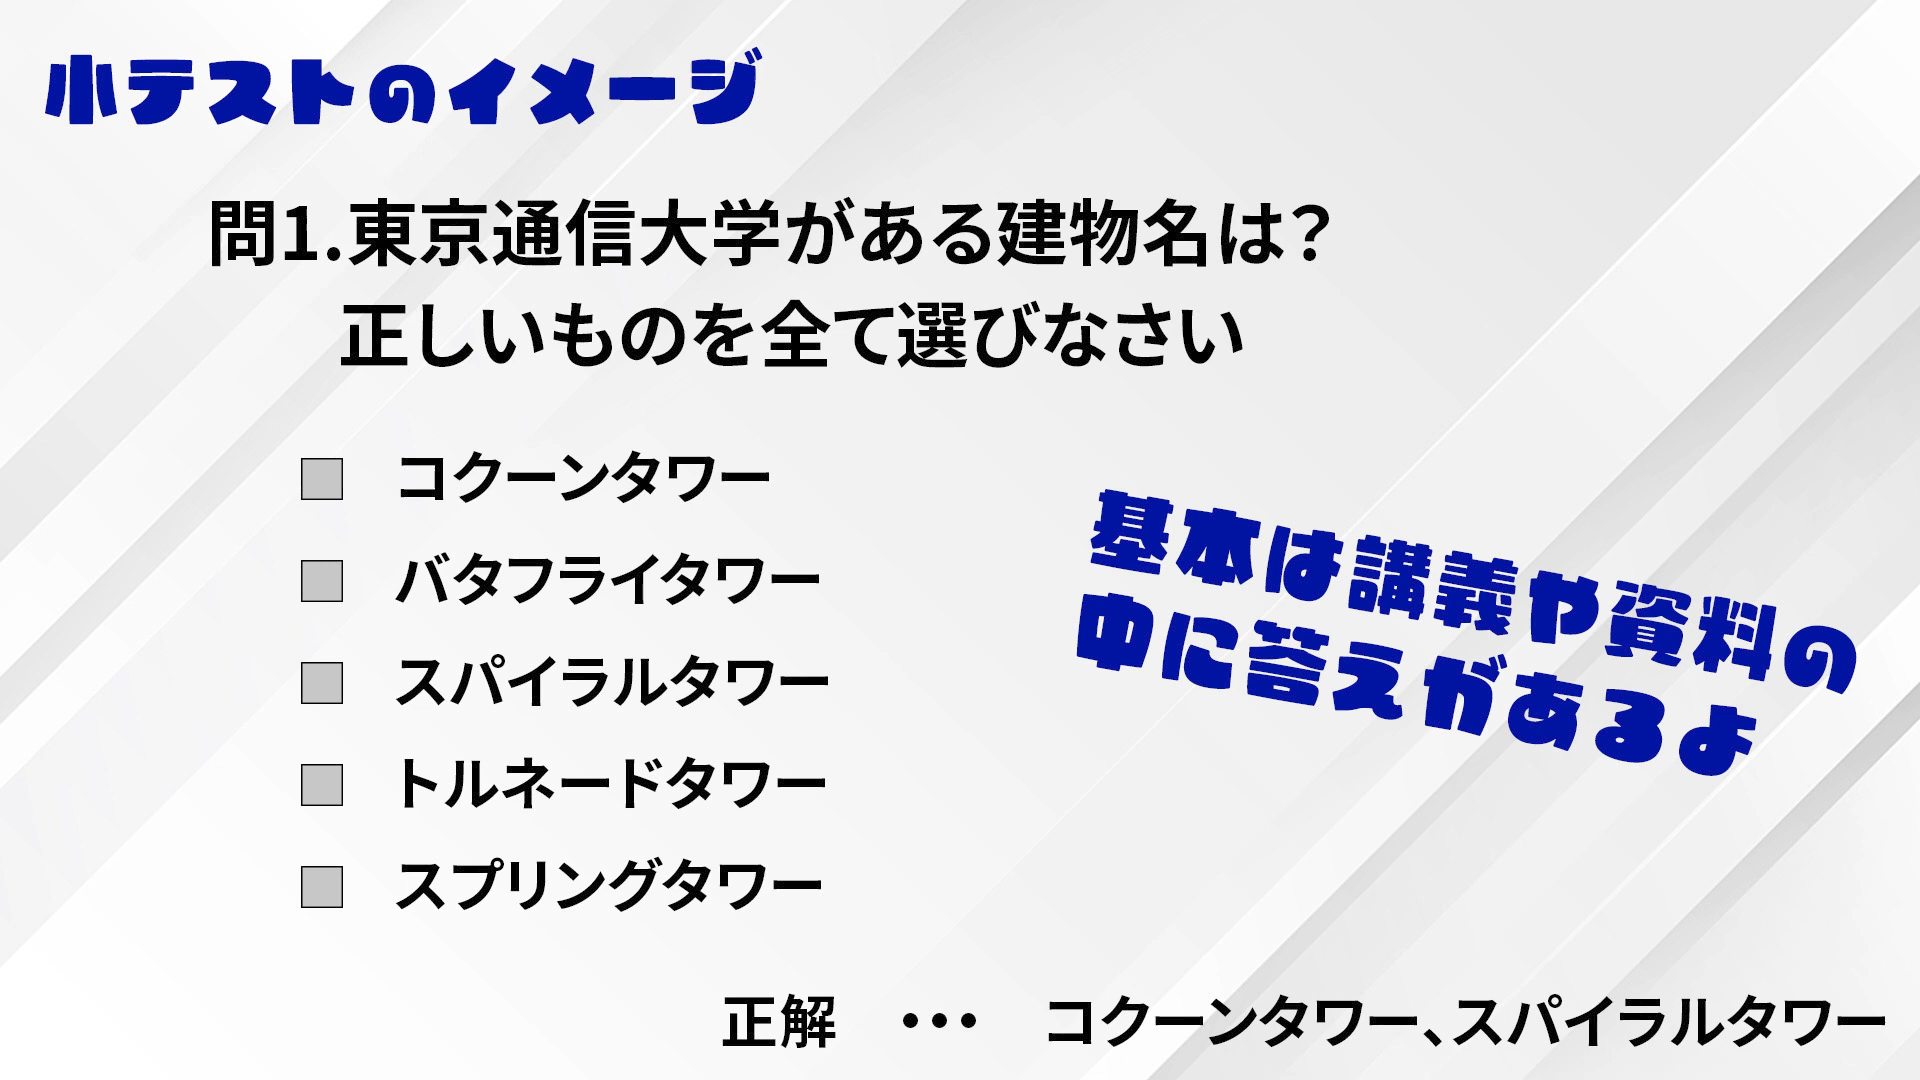 小テストのイメージ
問1.東京通信大学がある建物名は？
正しいものを全て選びなさい
コクーンタワー
バタフライタワー
スパイラルタワー
トルネードタワー
スプリングタワー
基本は講義や資料の
中に答えがあるよ
正解　・・・　コクーンタワー、スパイラルタワー